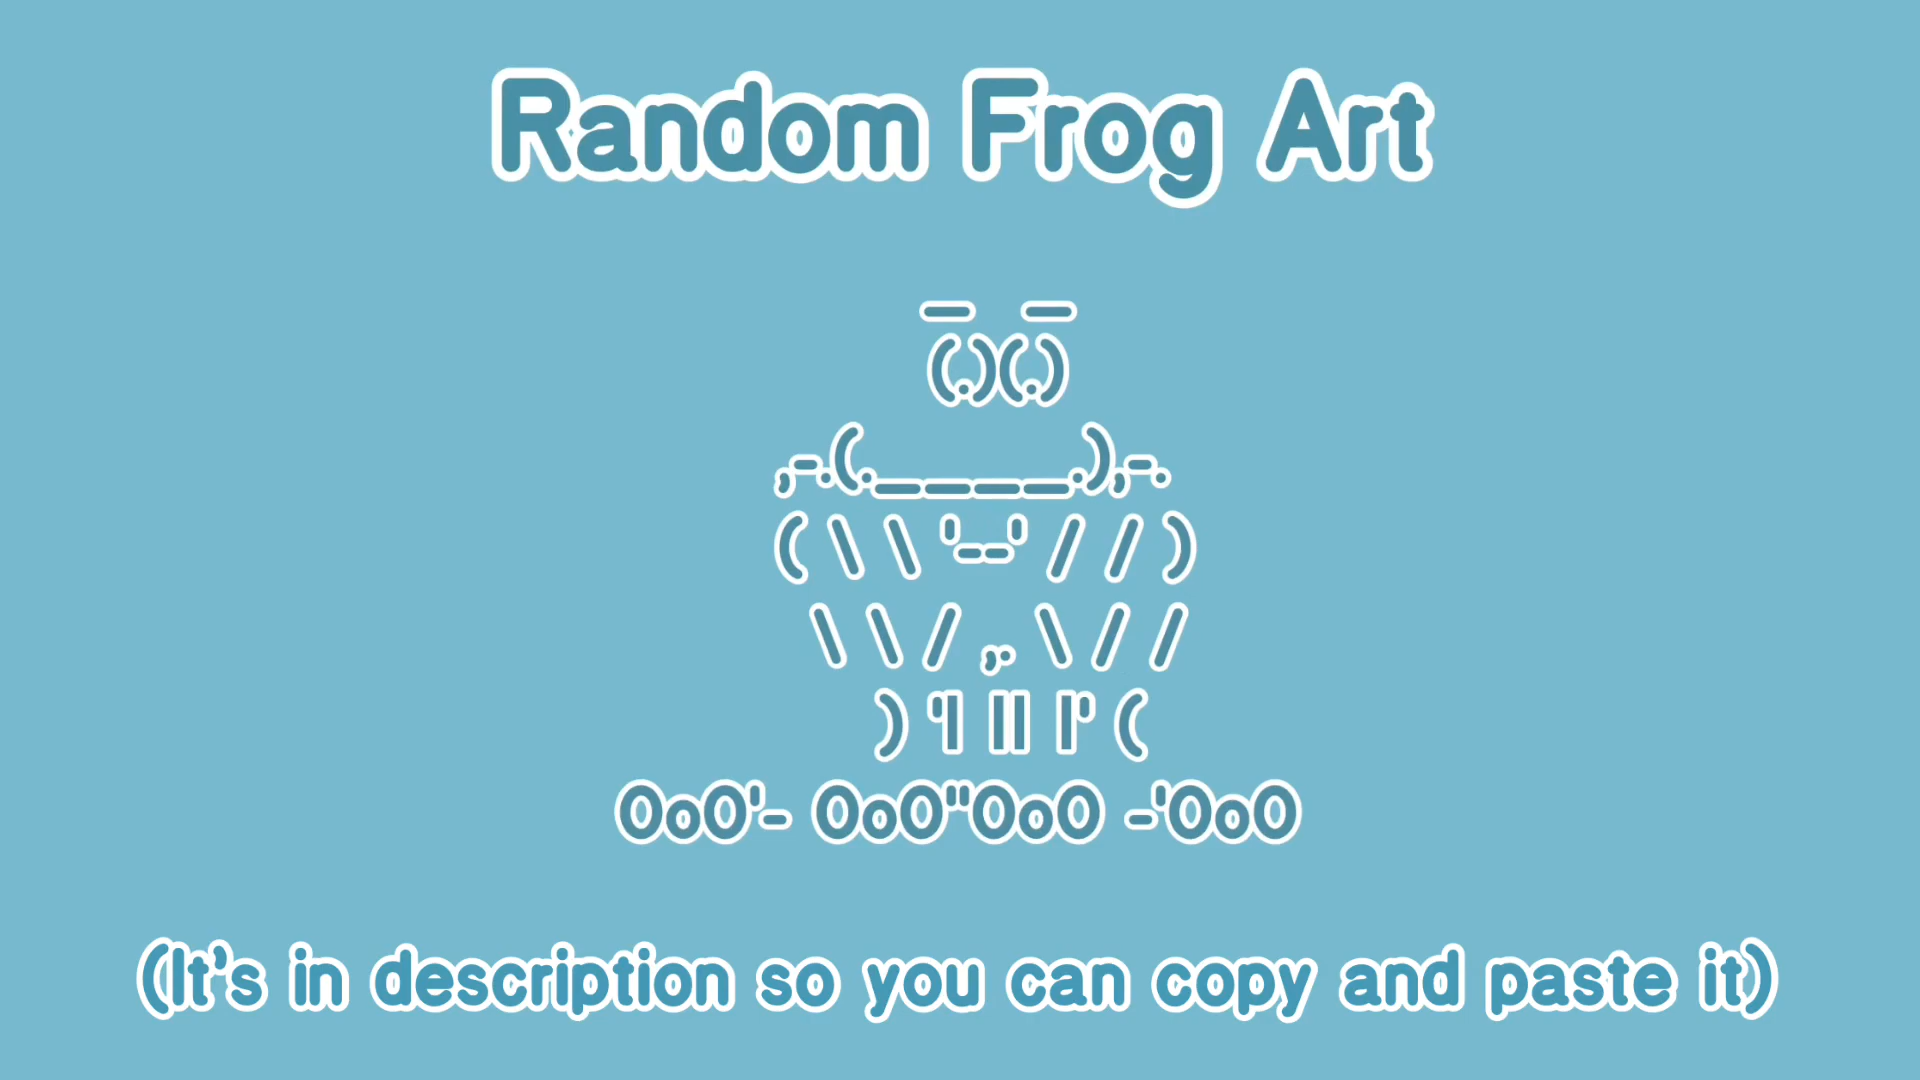 Random Frog Art
_   _
(.)(.)
,-.(.____.),-.
( \ \ '--' / / )
\ \ / ,. \ / /
) '| || |' (
OoO'- OoO''OoO -'OoO
(It's in description so you can copy and paste it)